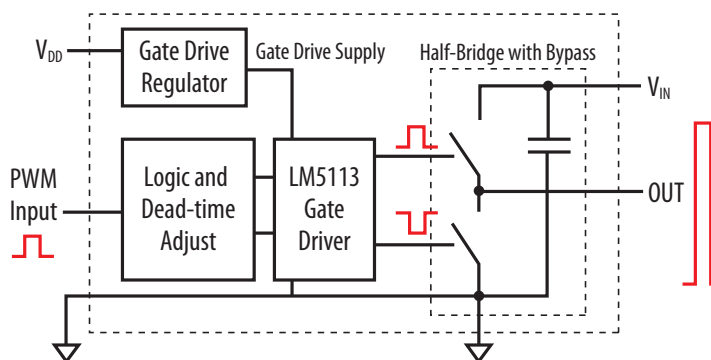 V_DD
Gate Drive
Regulator
Gate Drive Supply
Half-Bridge with Bypass
V_IN
PWM
Input
Logic and
Dead-time
Adjust
LM5113
Gate
Driver
OUT